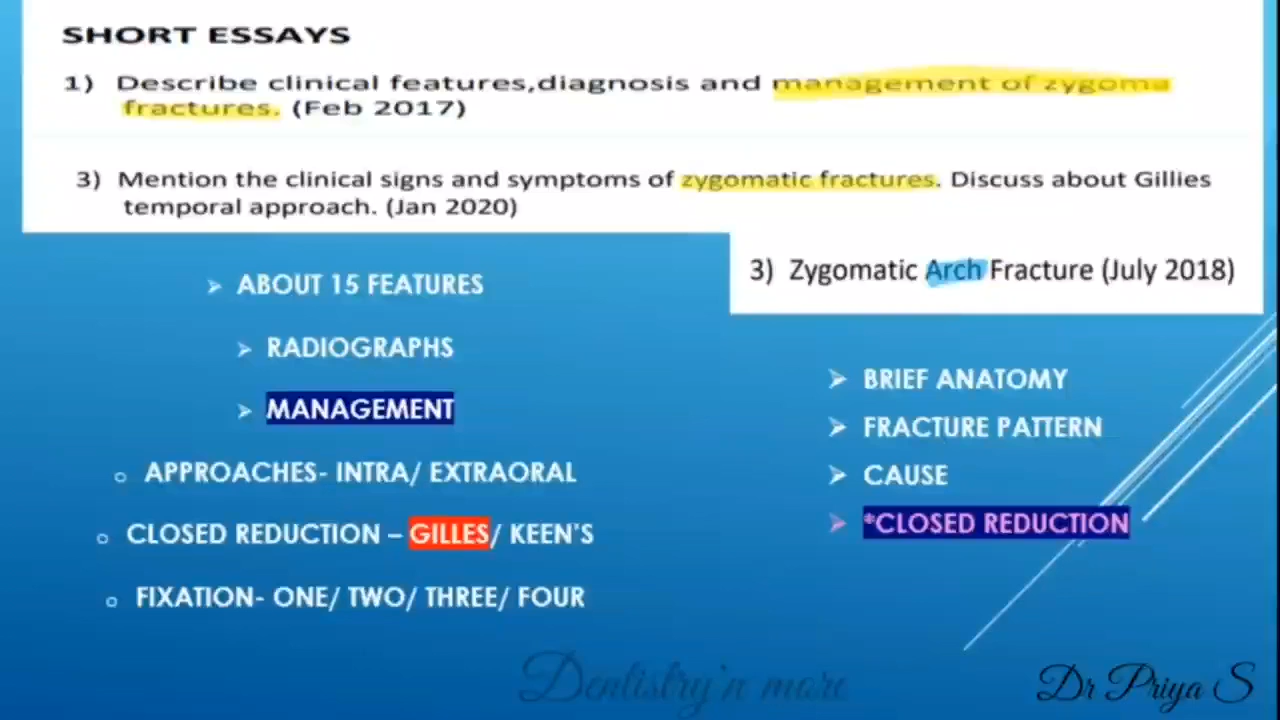 SHORT ESSAYS
1) Describe clinical features,diagnosis and management of zygoma
fractures. (Feb 2017)
3) Mention the clinical signs and symptoms of zygomatic fractures. Discuss about Gillies
temporal approach. (Jan 2020)
3) Zygomatic Arch Fracture (July 2018)
➢ ABOUT 15 FEATURES
➢ RADIOGRAPHS
➢ MANAGEMENT
o APPROACHES- INTRA/ EXTRAORAL
o CLOSED REDUCTION – GILLES/ KEEN'S
o FIXATION- ONE/ TWO/ THREE/ FOUR
➢ BRIEF ANATOMY
➢ FRACTURE PATTERN
➢ CAUSE
➢ *CLOSED REDUCTION
Dentistry'n more
Dr Priya S